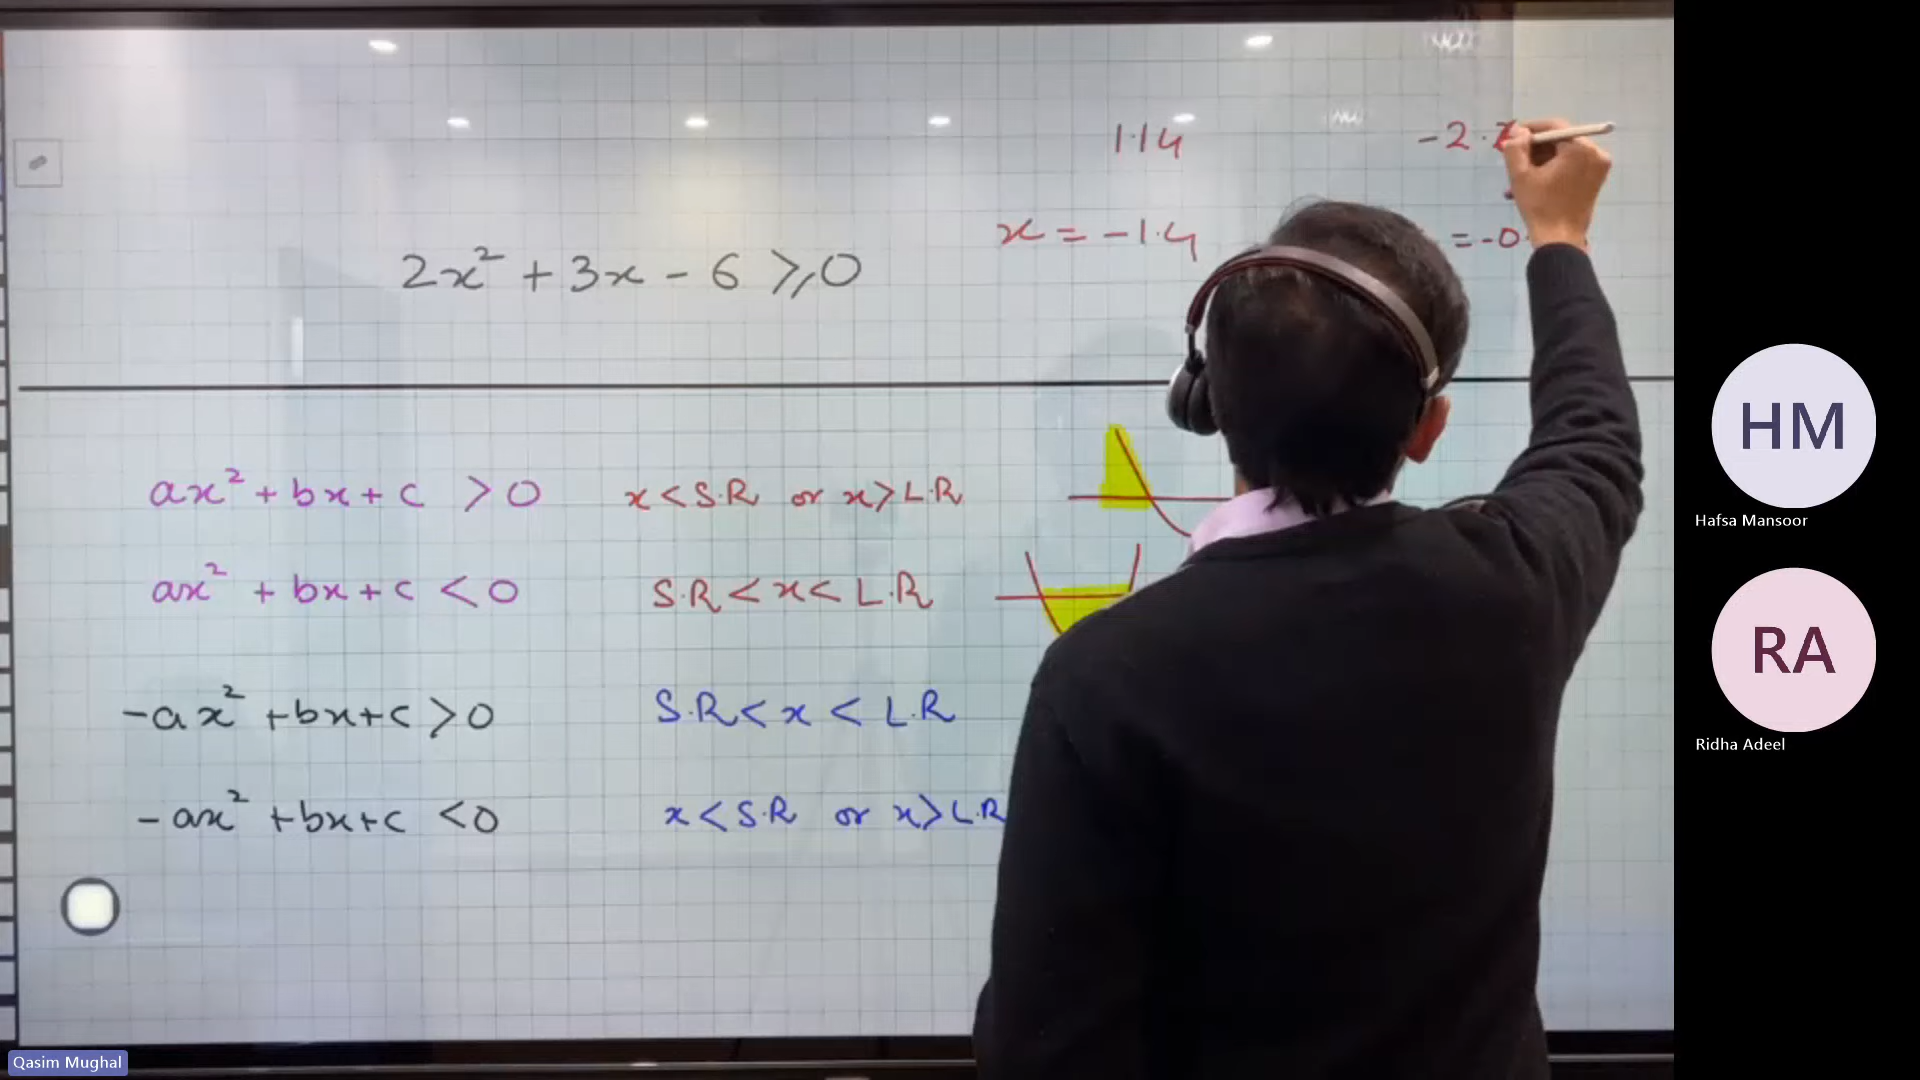 1.14
-2.
x = -1.4
= -0.
2x² + 3x - 6 ⩾ 0
ax² + bx + c > 0 x < S.R or x > L.R
ax² + bx + c < 0 S.R < x < L.R
-ax² + bx + c > 0 S.R < x < L.R
-ax² + bx + c < 0 x < S.R or x > L.R
HM
Hafsa Mansoor
RA
Ridha Adeel
Qasim Mughal